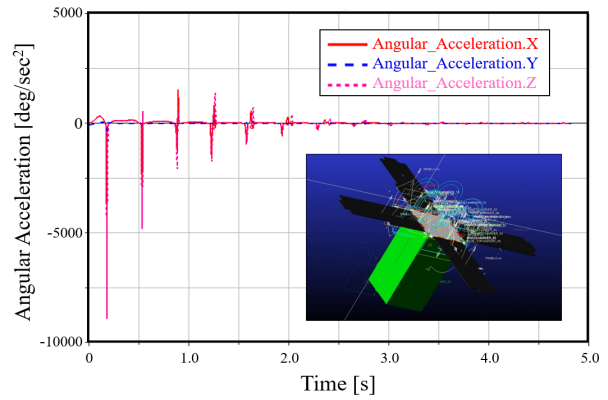 5000
Angular_Acceleration.X
Angular_Acceleration.Y
Angular_Acceleration.Z
0
-5000
-10000
Angular Acceleration [deg/sec²]
0
1.0
2.0
3.0
4.0
5.0
Time [s]